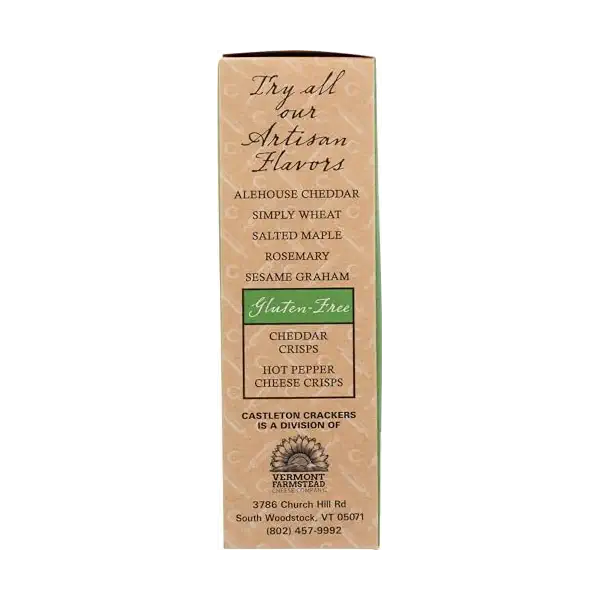 Try all
our
Artisan
Flavors
ALEHOUSE CHEDDAR
SIMPLY WHEAT
SALTED MAPLE
ROSEMARY
SESAME GRAHAM
Gluten-Free
CHEDDAR
CRISPS
HOT PEPPER
CHEESE CRISPS
CASTLETON CRACKERS
IS A DIVISION OF
VERMONT
FARMSTEAD
CHEESE COMPANY
3786 Church Hill Rd
South Woodstock, VT 05071
(802) 457-9992